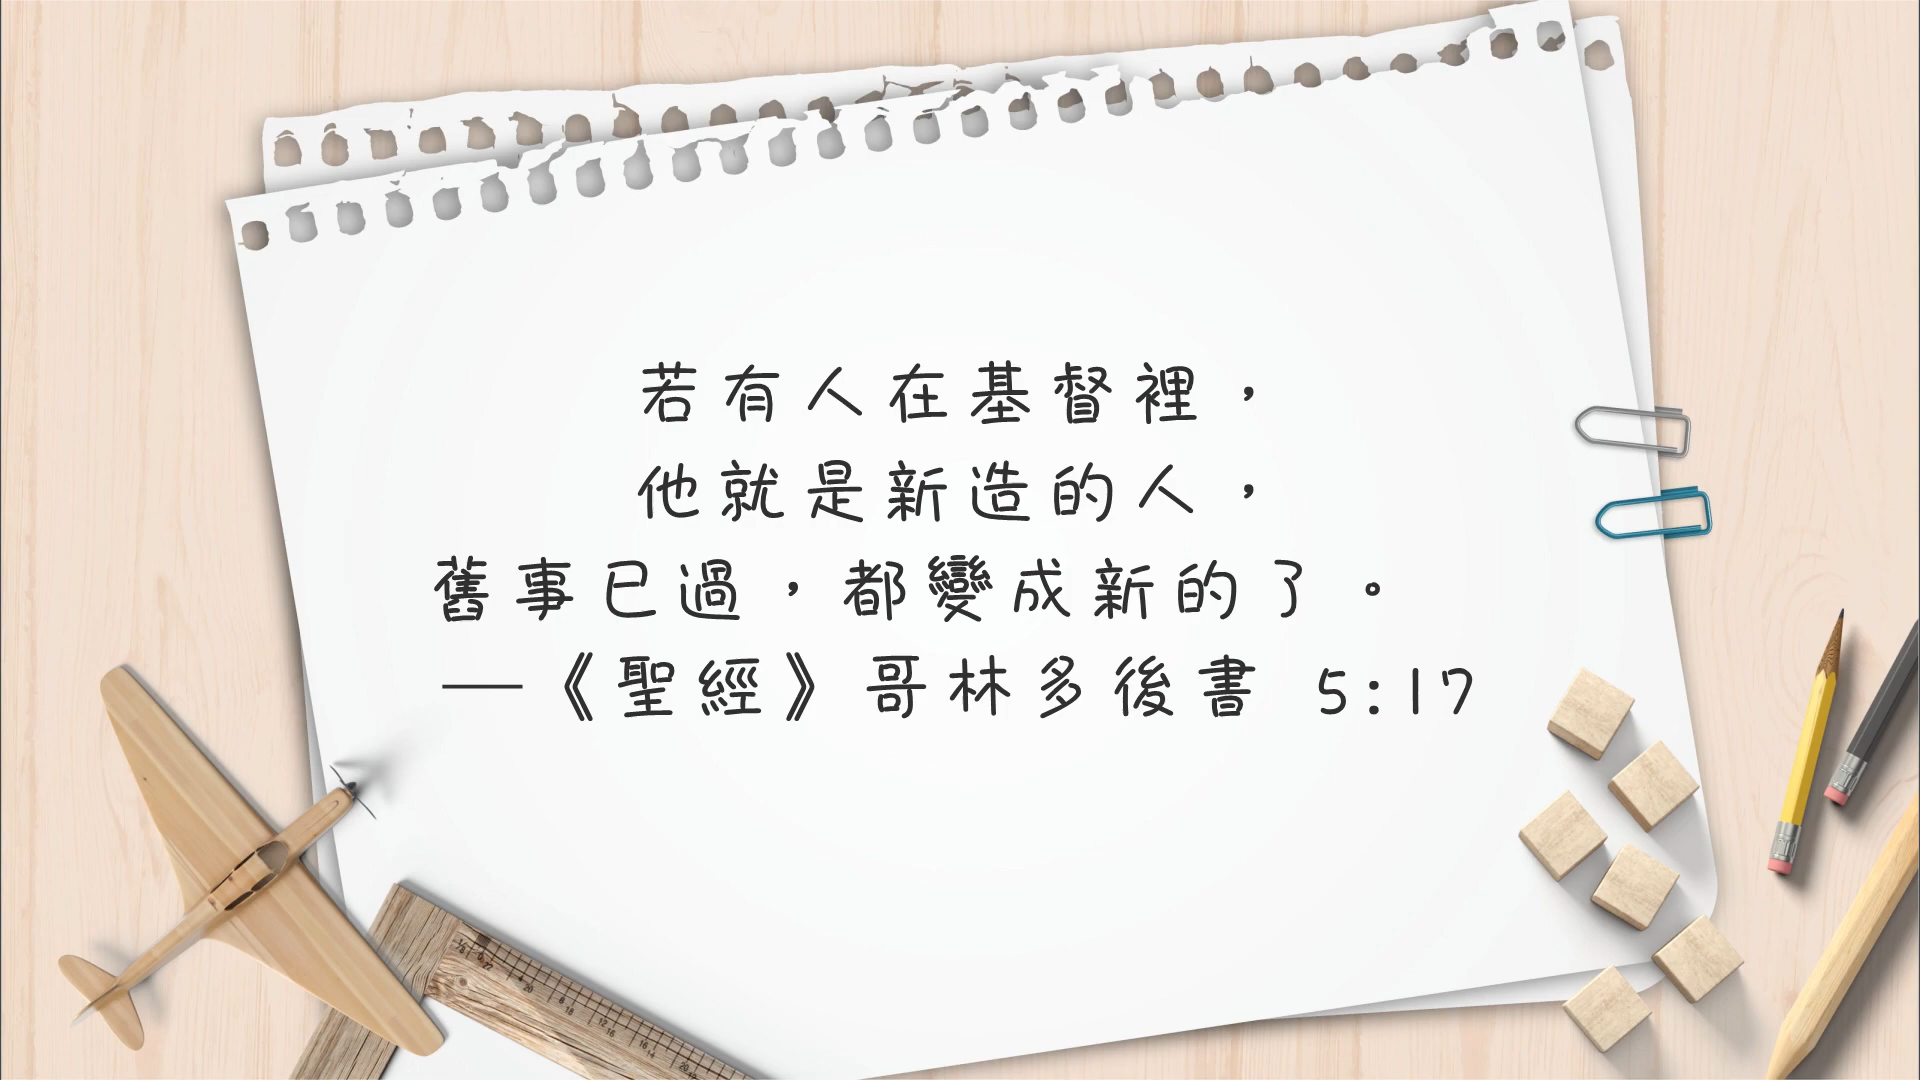 若有人在基督裡，
他就是新造的人，
舊事已過，都變成新的了。
—《聖經》哥林多後書 5:17